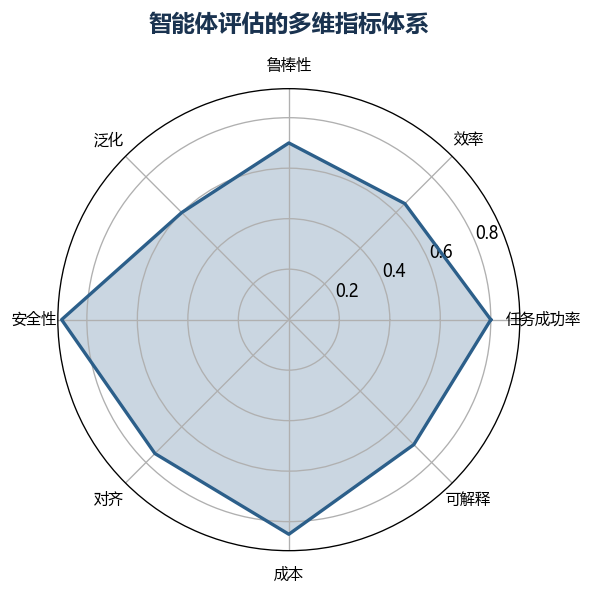 智能体评估的多维指标体系
鲁棒性
泛化
效率
0.8
0.6
0.4
0.2
安全性
任务成功率
对齐
可解释
成本